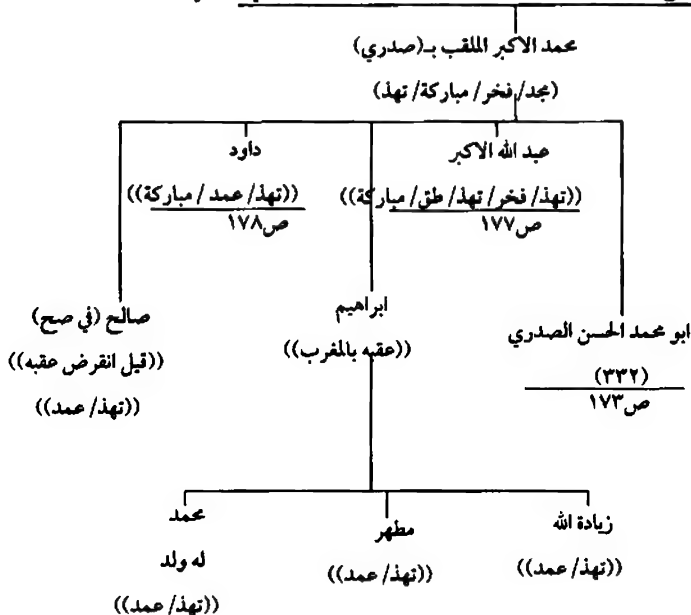 محمد الاكبر الملقب بـ(صدري)
(مجد/فخر/مباركة/تهذ)
عبد الله الاكبر
((تهذ/فخر/تهذ/طق/مباركة))
ص١٧٧
داود
((تهذ/عمد/مباركة))
ص١٧٨
ابو محمد الحسن الصدري
(٣٣٢)
ص١٧٣
ابراهيم
((عقبه بالمغرب))
صالح (في صح)
((قيل انقرض عقبه))
((تهذ/عمد))
زيادة الله
((تهذ/عمد))
مطهر
((تهذ/عمد))
محمد
له ولد
((تهذ/عمد))